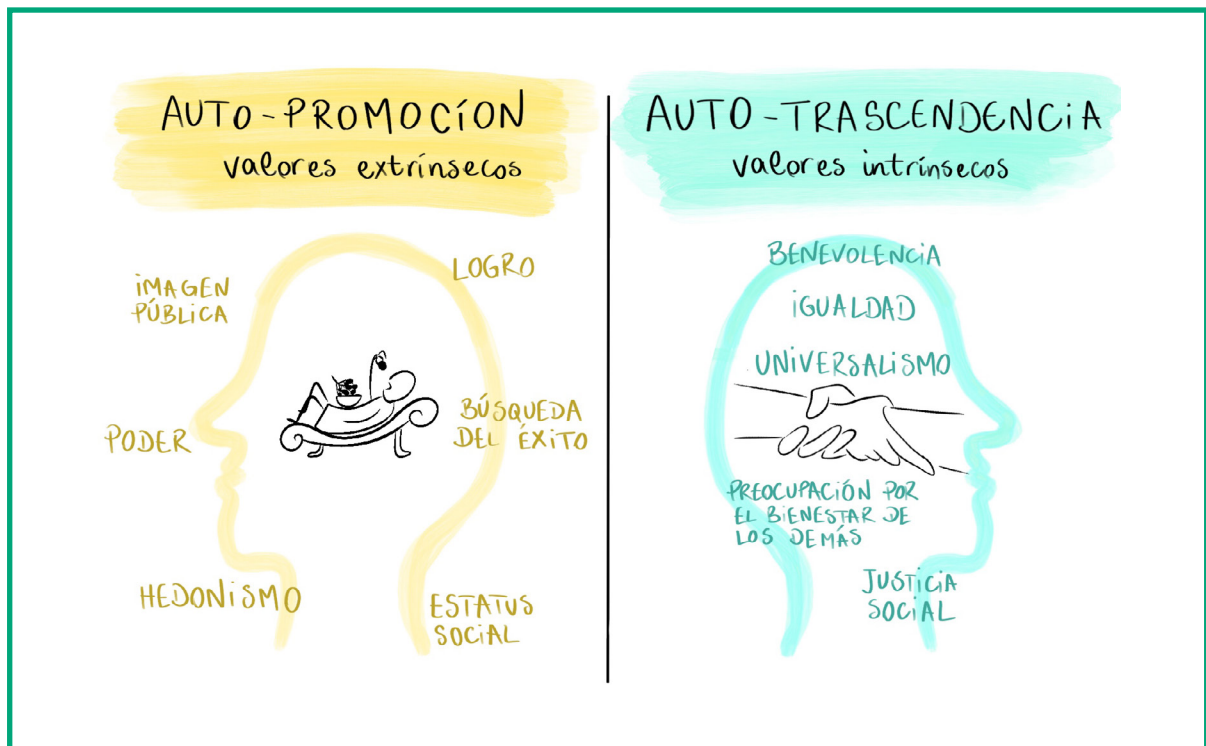 AUTO-PROMOCÍON
valores extrínsecos
IMAGEN
PÚBLICA
LOGRO
PODER
BÚSQUEDA
DEL ÉXITO
HEDONISMO
ESTATUS
SOCIAL
AUTO-TRASCENDENCIA
valores intrínsecos
BENEVOLENCIA
IGUALDAD
UNIVERSALISMO
PREOCUPACIÓN POR
EL BIENESTAR DE
LOS DEMÁS
JUSTICIA
SOCIAL